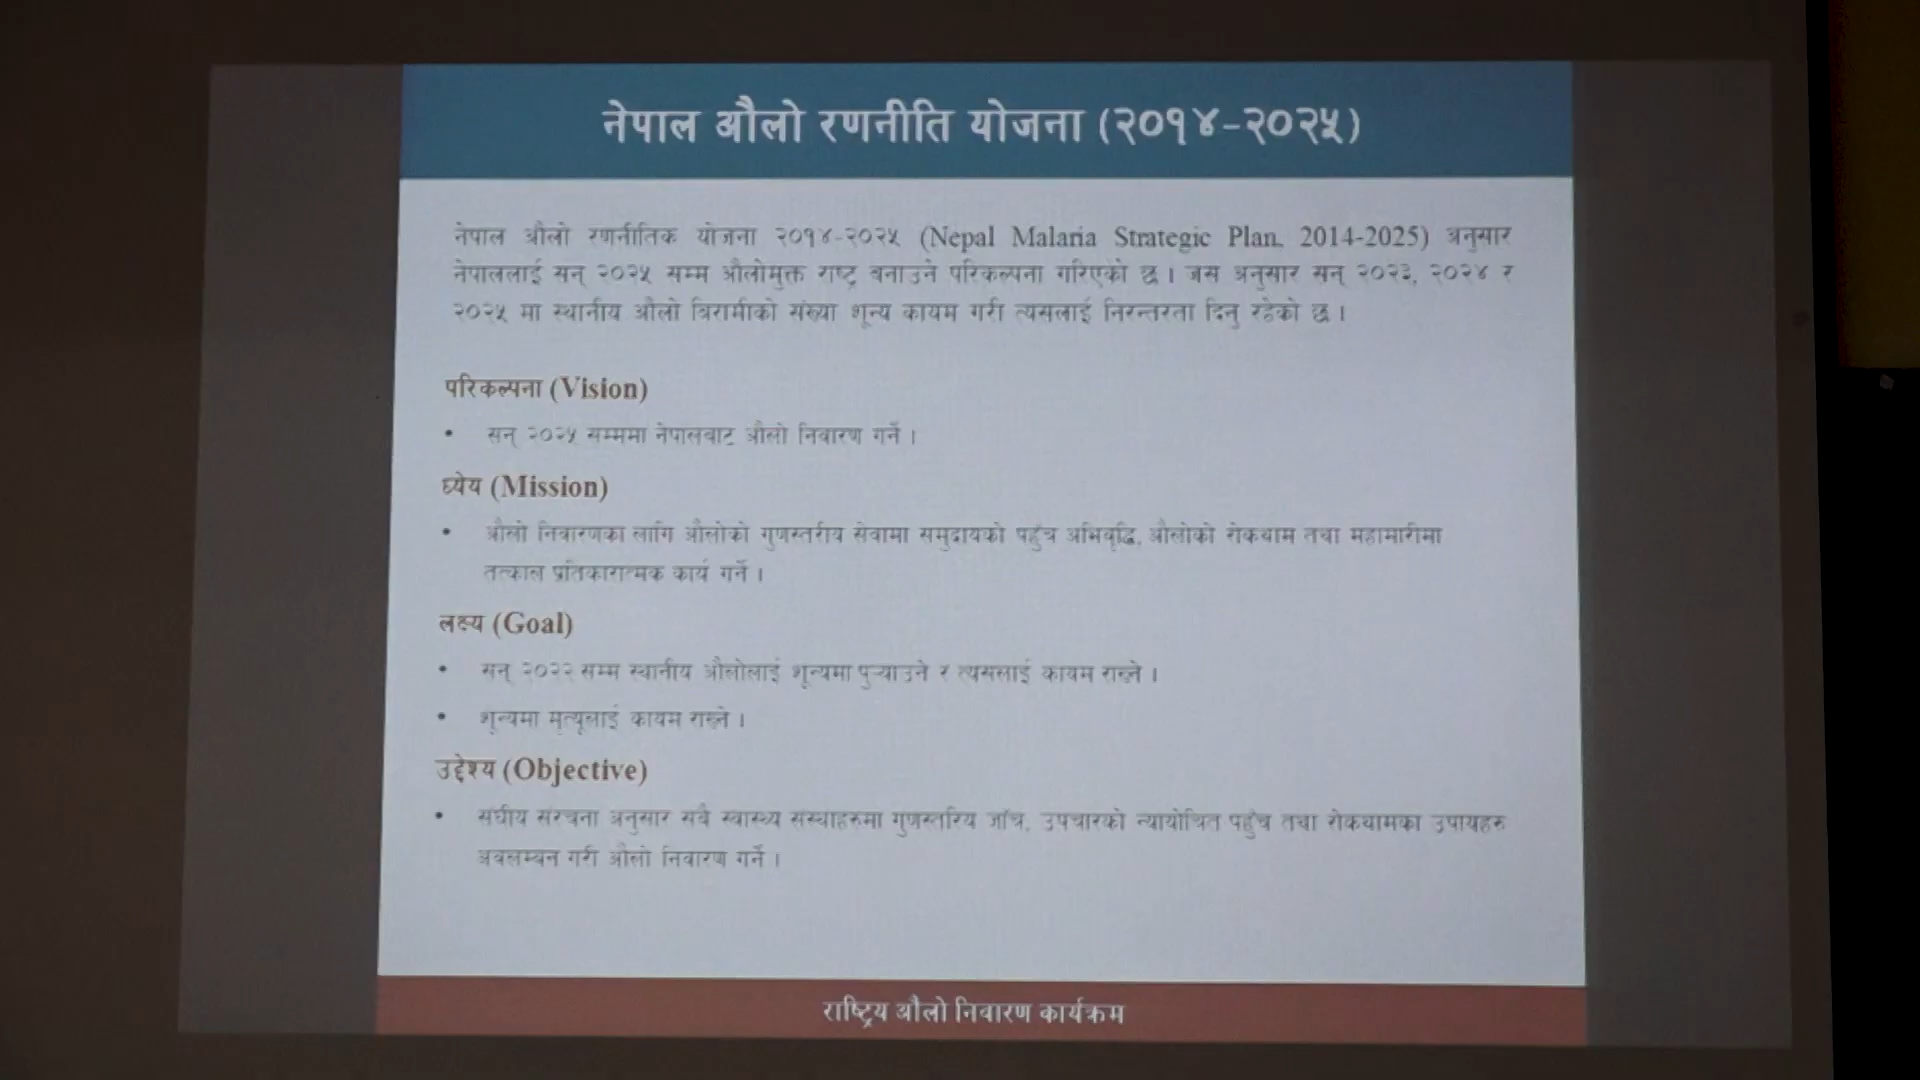 नेपाल औलो रणनीति योजना (२०१४-२०२५)
नेपाल औलो रणनीतिक योजना २०१४-२०२५ (Nepal Malaria Strategic Plan, 2014-2025) अनुसार
नेपाललाई सन् २०२५ सम्म औलोमुक्त राष्ट्र बनाउने परिकल्पना गरिएको छ । जस अनुसार सन् २०२३, २०२४ र
२०२५ मा स्थानीय औलो बिरामीको संख्या शून्य कायम गरी त्यसलाई निरन्तरता दिनु रहेको छ ।
परिकल्पना (Vision)
• सन् २०२५ सम्ममा नेपालबाट औलो निवारण गर्ने ।
ध्येय (Mission)
• औलो निवारणका लागि औलोको गुणस्तरीय सेवामा समुदायको पहुँच अभिवृद्धि, औलोको रोकथाम तथा महामारीमा
तत्काल प्रतिकारात्मक कार्य गर्ने ।
लक्ष्य (Goal)
• सन् २०२२ सम्म स्थानीय औलोलाई शून्यमा पुऱ्याउने र त्यसलाई कायम राख्ने ।
• शून्यमा मृत्यूलाई कायम राख्ने ।
उद्देश्य (Objective)
• संघीय संरचना अनुसार सबै स्वास्थ्य संस्थाहरुमा गुणस्तरिय जाँच, उपचारको न्यायोचित पहुँच तथा रोकथामका उपायहरु
अवलम्बन गरी औलो निवारण गर्ने ।
राष्ट्रिय औलो निवारण कार्यक्रम